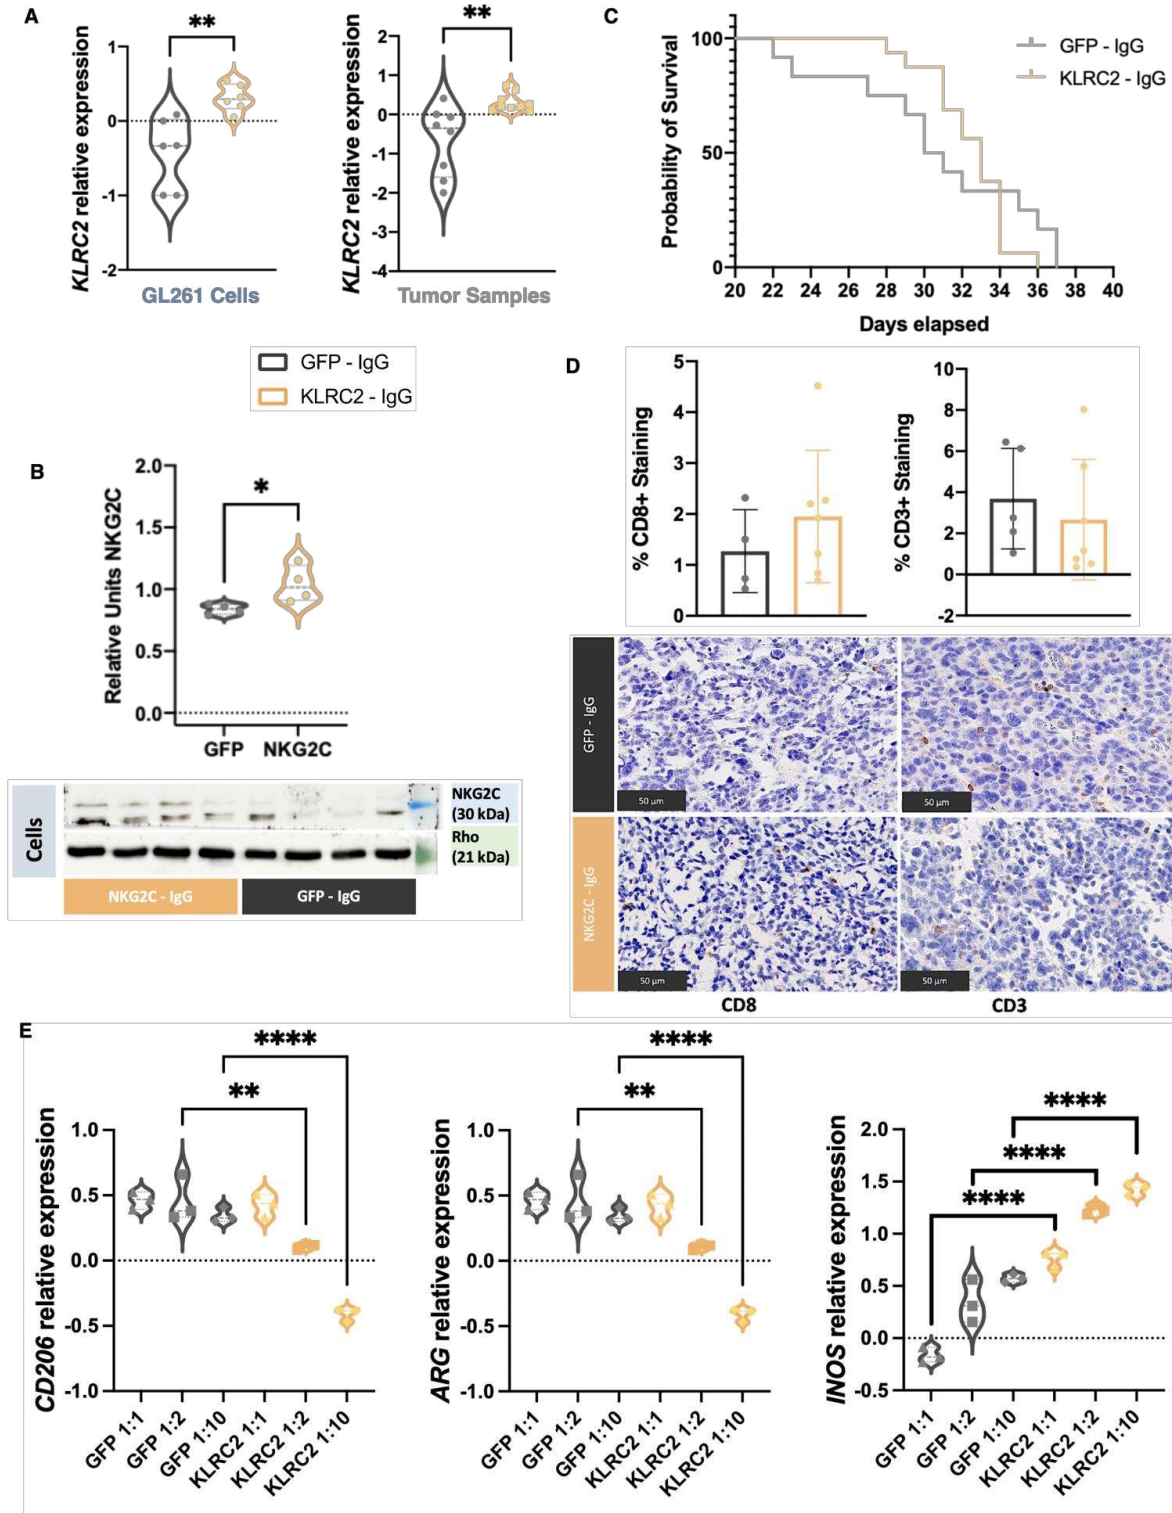 A
**
KLRC2 relative expression
1
0
-1
-2
GL261 Cells
**
KLRC2 relative expression
2
1
0
-1
-2
-3
-4
Tumor Samples
GFP - IgG
KLRC2 - IgG
B
*
Relative Units NKG2C
2.0
1.5
1.0
0.5
0.0
GFP NKG2C
Cells
NKG2C
(30 kDa)
Rho
(21 kDa)
NKG2C - IgG GFP - IgG
C
Probability of Survival
100
50
0
20 22 24 26 28 30 32 34 36 38 40
Days elapsed
GFP - IgG
KLRC2 - IgG
D
% CD8+ Staining
5
4
3
2
1
0
% CD3+ Staining
10
8
6
4
2
0
-2
GFP - IgG
50 µm 50 µm
NKG2C - IgG
50 µm 50 µm
CD8 CD3
E
****
**
CD206 relative expression
1.0
0.5
0.0
-0.5
-1.0
GFP 1:1 GFP 1:2 GFP 1:10 KLRC2 1:1 KLRC2 1:2 KLRC2 1:10
****
**
ARG relative expression
1.0
0.5
0.0
-0.5
-1.0
GFP 1:1 GFP 1:2 GFP 1:10 KLRC2 1:1 KLRC2 1:2 KLRC2 1:10
****
****
****
INOS relative expression
2.0
1.5
1.0
0.5
0.0
-0.5
GFP 1:1 GFP 1:2 GFP 1:10 KLRC2 1:1 KLRC2 1:2 KLRC2 1:10